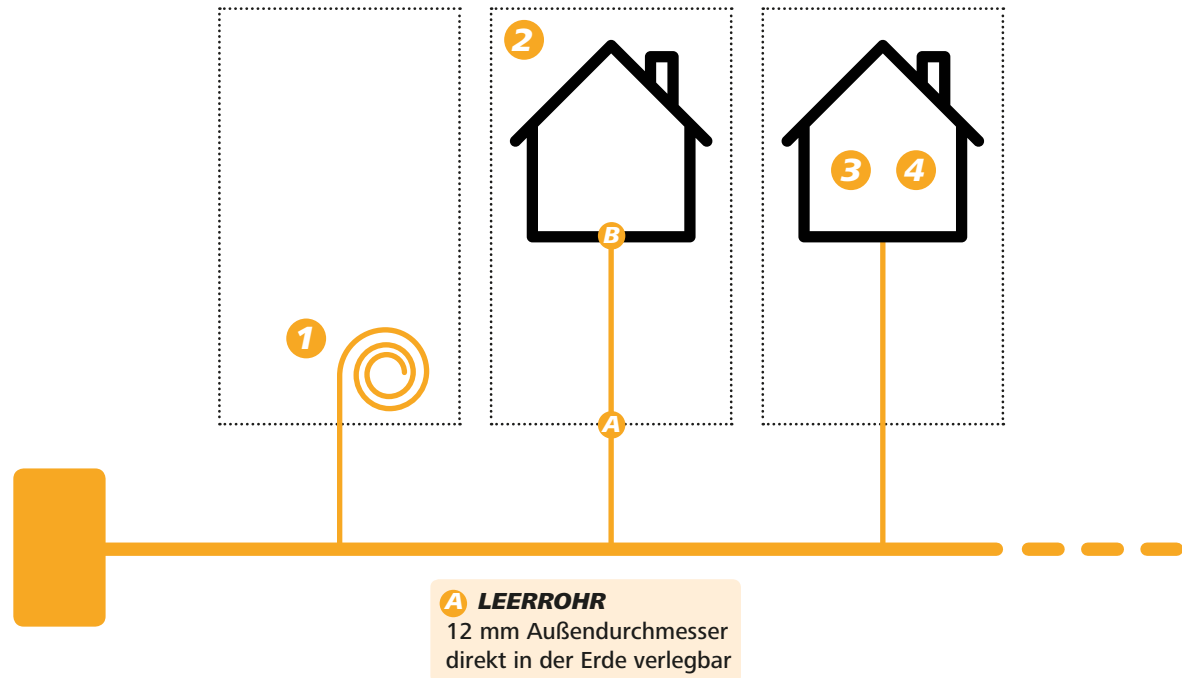 2
3 4
B
1
A
A LEERROHR
12 mm Außendurchmesser
direkt in der Erde verlegbar